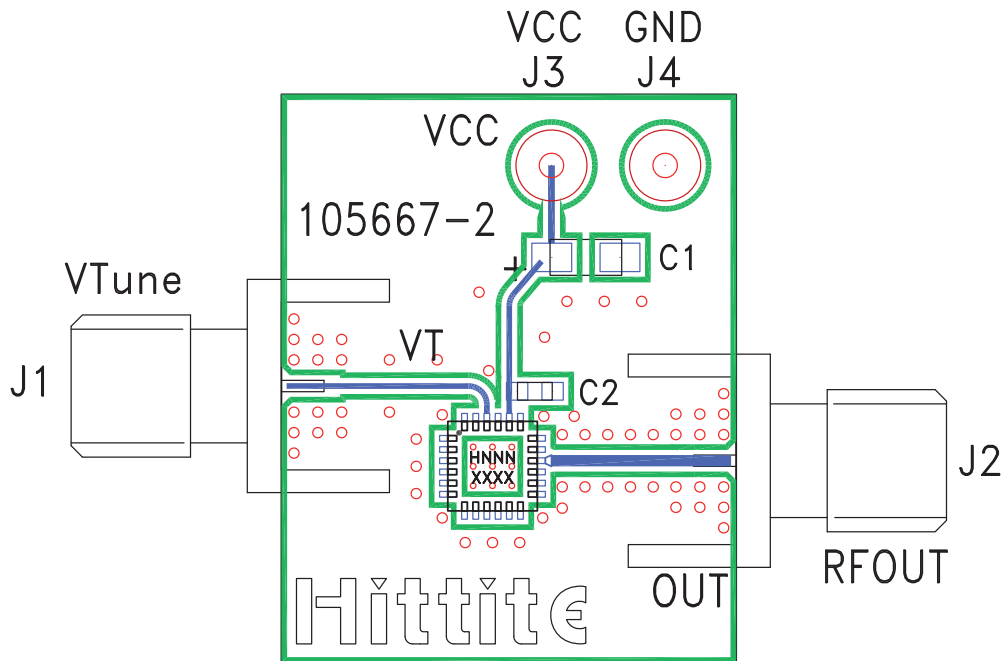 VCC GND
J3 J4
VCC
105667-2
C1
VTune
VT
J1
C2
HNNN
XXXX
J2
RFOUT
OUT
Hittite